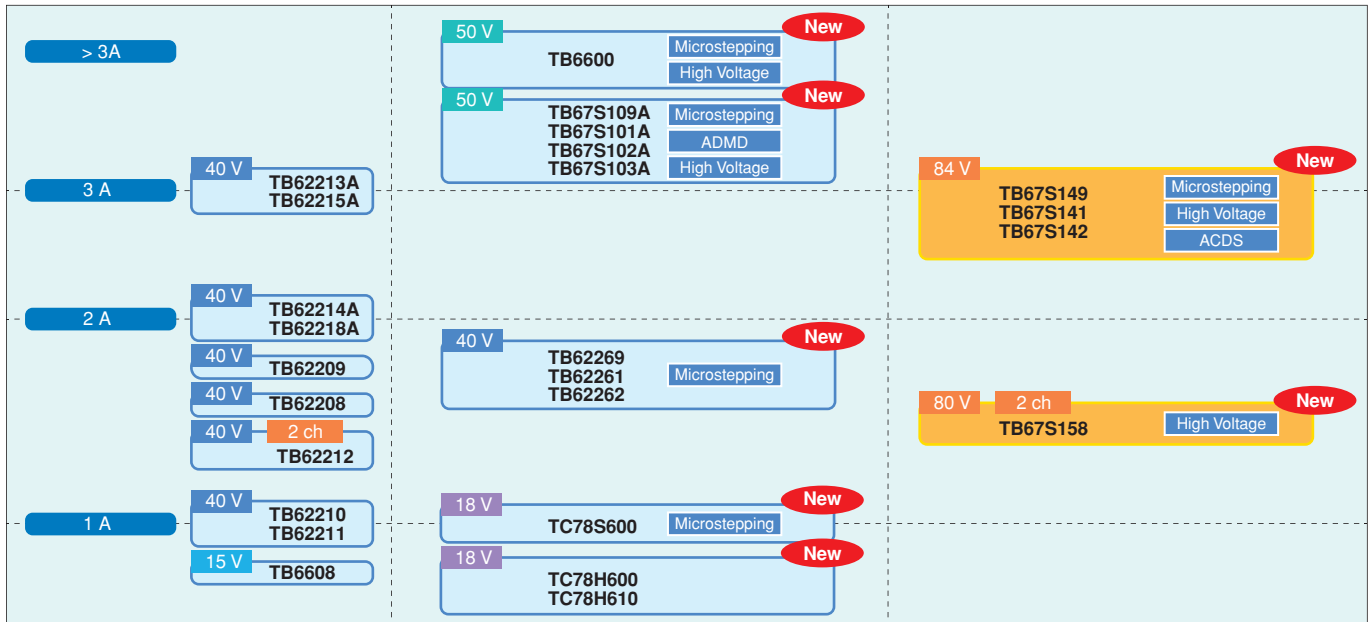 > 3A
50 V
New
TB6600
Microstepping
High Voltage
50 V
New
TB67S109A
TB67S101A
TB67S102A
TB67S103A
Microstepping
ADMD
High Voltage
3 A
40 V
TB62213A
TB62215A
84 V
New
TB67S149
TB67S141
TB67S142
Microstepping
High Voltage
ACDS
2 A
40 V
TB62214A
TB62218A
40 V
TB62209
40 V
TB62208
40 V
2 ch
TB62212
40 V
New
TB62269
TB62261
TB62262
Microstepping
80 V
2 ch
New
TB67S158
High Voltage
1 A
40 V
TB62210
TB62211
15 V
TB6608
18 V
New
TC78S600
Microstepping
18 V
New
TC78H600
TC78H610